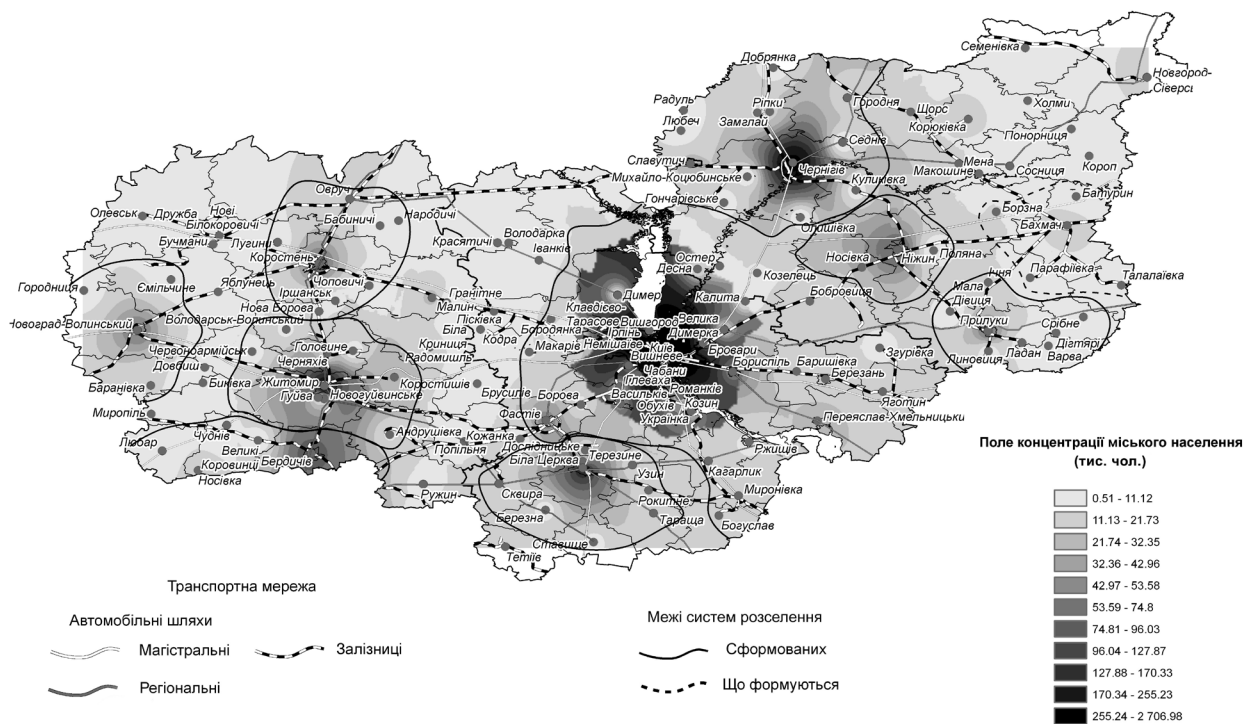 Семенівка
Новгород-
Сіверсь
Добрянка
Радуль
Любеч
Ріпки
Замглай
Городня
Щорс
Корюківка
Холми
Понорниця
Седнів
Славутич
Михайло-Коцюбинське
Чернігів
Мена
Макошине
Сосниця
Короп
Куликівка
Гончарівське
Батурин
Борзна
Бахмач
Олишівка
Носівка
Ніжин
Поляна
Остер
Десна
Козелець
Ічня
Парафіївка
Талалаївка
Мала
Дівиця
Бобровиця
Калита
Прилуки
Срібне
Дігтярі
Варва
Ладан
Линовиця
Овруч
Бабиничі
Народичі
Олевськ
Дружба
Нові
Білокоровичі
Бучмани
Лугини
Коростень
Красятичі
Володарка
Іванків
Городниця
Ємільчине
Яблунець
Чоповичі
Іршанськ
Нова Борова
Гранітне
Малин
Димер
Клавдієво-
Тарасове
Вишгород
Велика
Димерка
Новоград-Волинський
Володарськ-Волинський
Пісківка
Біла
Криниця
Кодра
Бородянка
Ірпінь
Немішаєве
Київ
Вишневе
Бровари
Макарів
Радомишль
Червоноармійськ
Довбиш
Головине
Черняхів
Чабани
Бориспіль
Баришівка
Згурівка
Березань
Яготин
Баранівка
Биківка
Житомир
Гуйва
Новогуйвинське
Коростишів
Брусилів
Борова
Глеваха
Васильків
Романків
Обухів
Козин
Українка
Переяслав-Хмельницьки
Миропіль
Любар
Чуднів
Великі
Коровинці
Бердичів
Носівка
Андрушівка
Попільня
Кожанка
Фастів
Дослідницьке
Біла Церква
Терезине
Узин
Кагарлик
Ржищів
Миронівка
Ружин
Сквира
Березна
Рокитне
Тараща
Богуслав
Ставище
Тетіїв
Поле концентрації міського населення
(тис. чол.)
0.51 - 11.12
11.13 - 21.73
21.74 - 32.35
32.36 - 42.96
42.97 - 53.58
53.59 - 74.8
74.81 - 96.03
96.04 - 127.87
127.88 - 170.33
170.34 - 255.23
255.24 - 2 706.98
Транспортна мережа
Автомобільні шляхи
Магістральні
Залізниці
Регіональні
Межі систем розселення
Сформованих
Що формуються